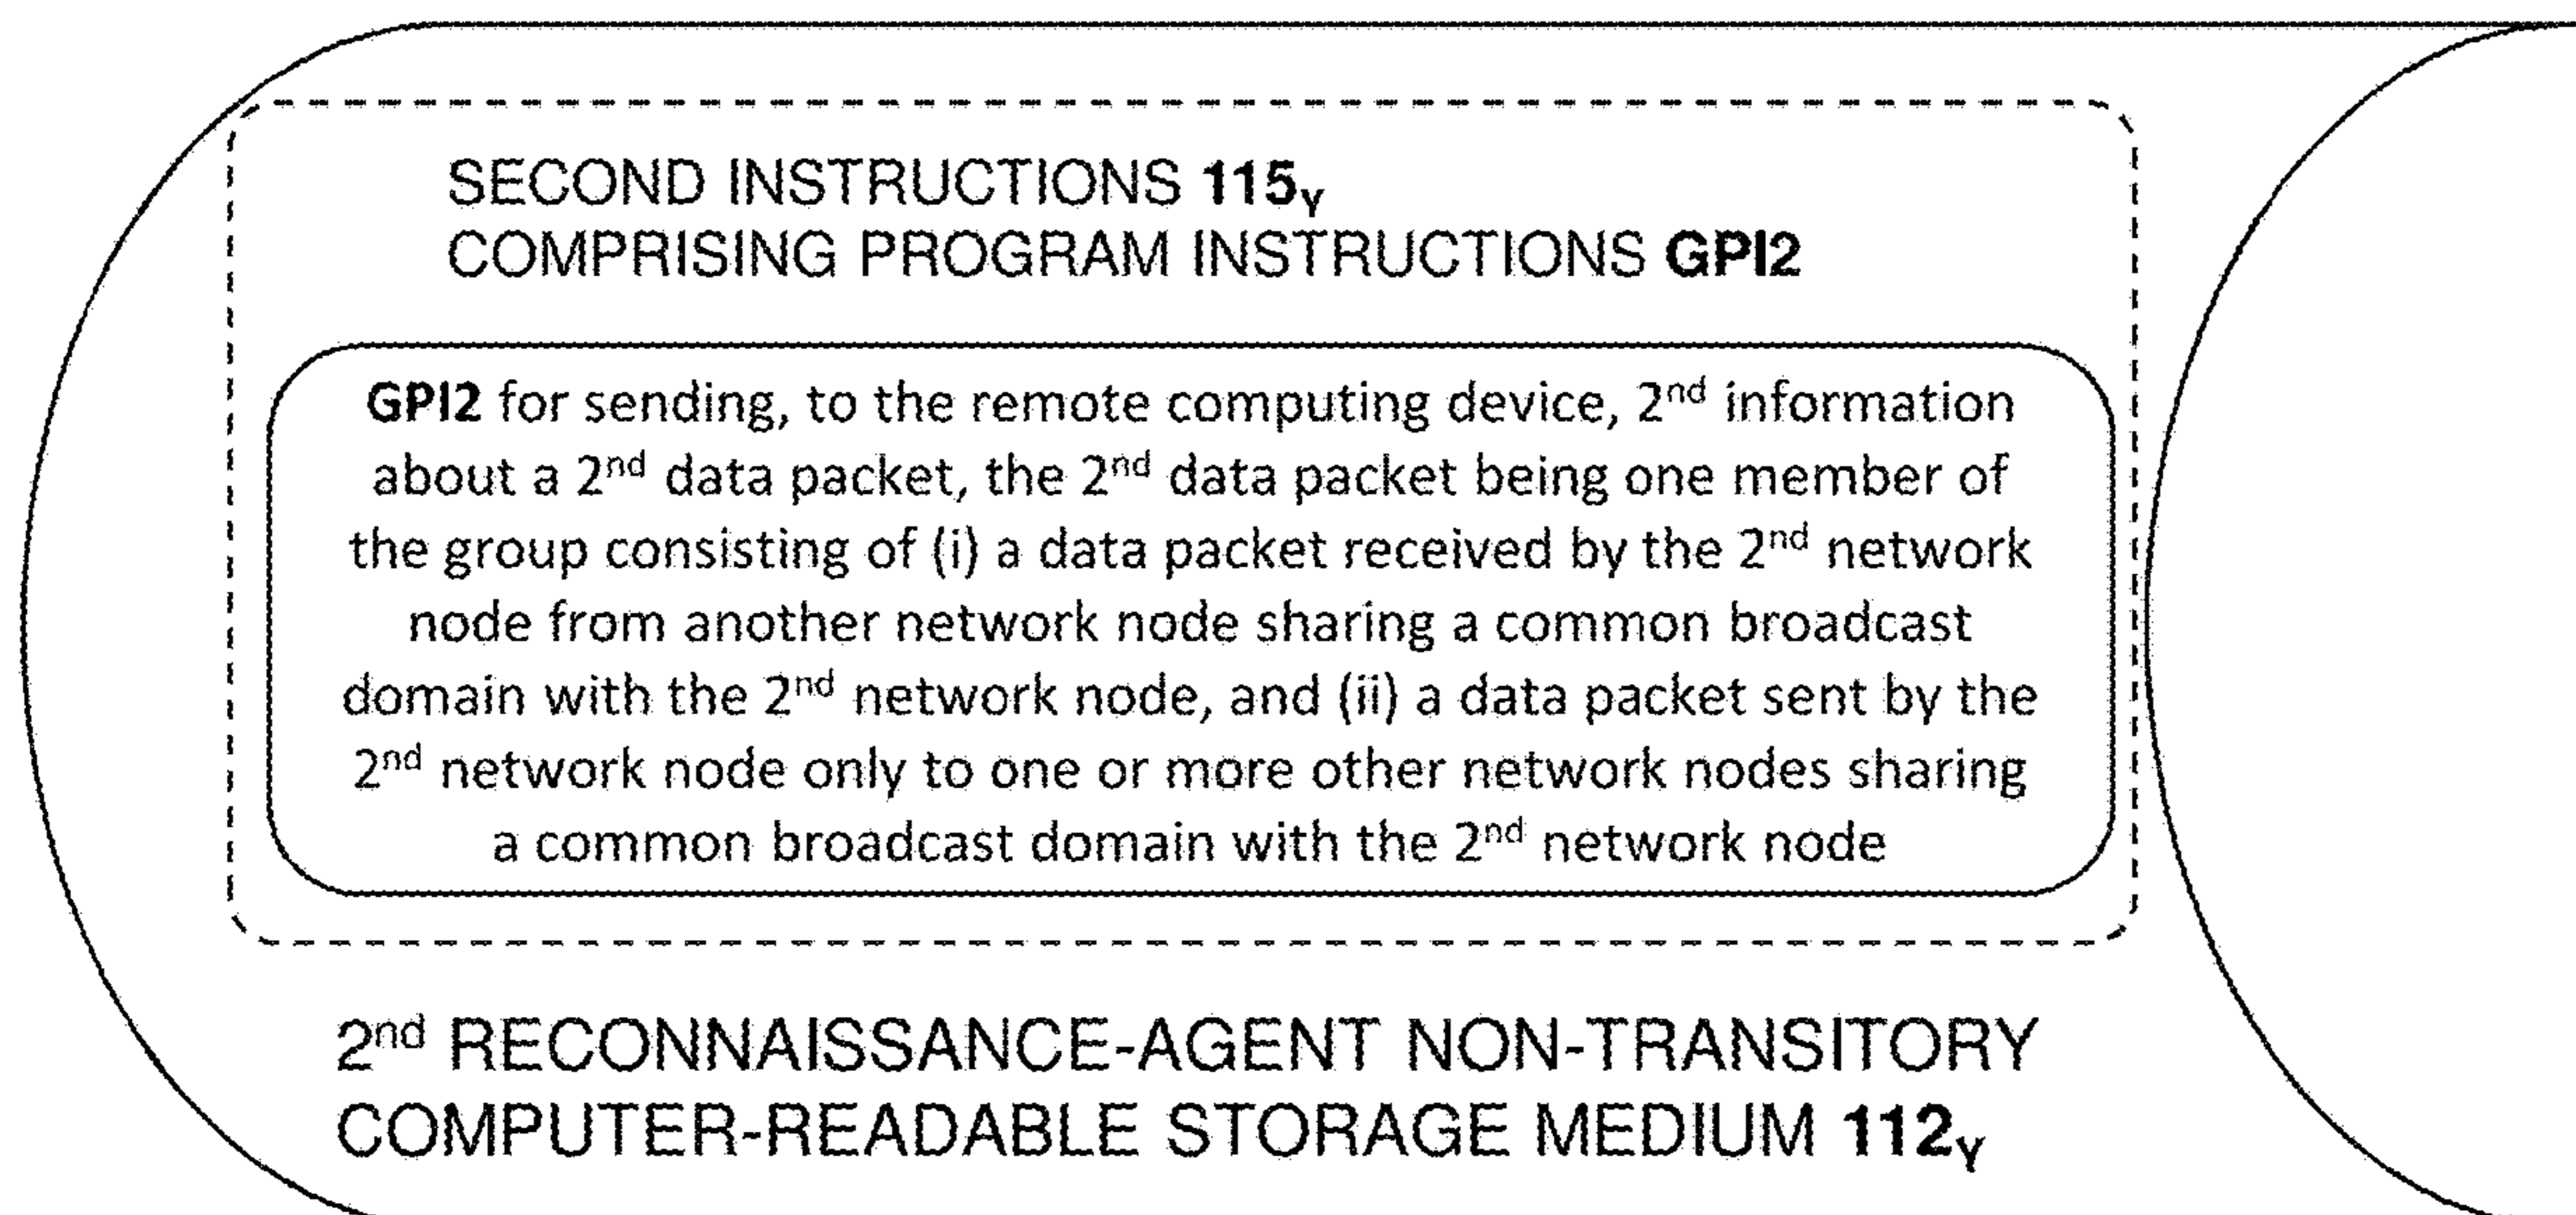 SECOND INSTRUCTIONS 115Y
COMPRISING PROGRAM INSTRUCTIONS GPI2
GPI2 for sending, to the remote computing device, 2nd information
about a 2nd data packet, the 2nd data packet being one member of
the group consisting of (i) a data packet received by the 2nd network
node from another network node sharing a common broadcast
domain with the 2nd network node, and (ii) a data packet sent by the
2nd network node only to one or more other network nodes sharing
a common broadcast domain with the 2nd network node
2nd RECONNAISSANCE-AGENT NON-TRANSITORY
COMPUTER-READABLE STORAGE MEDIUM 112Y